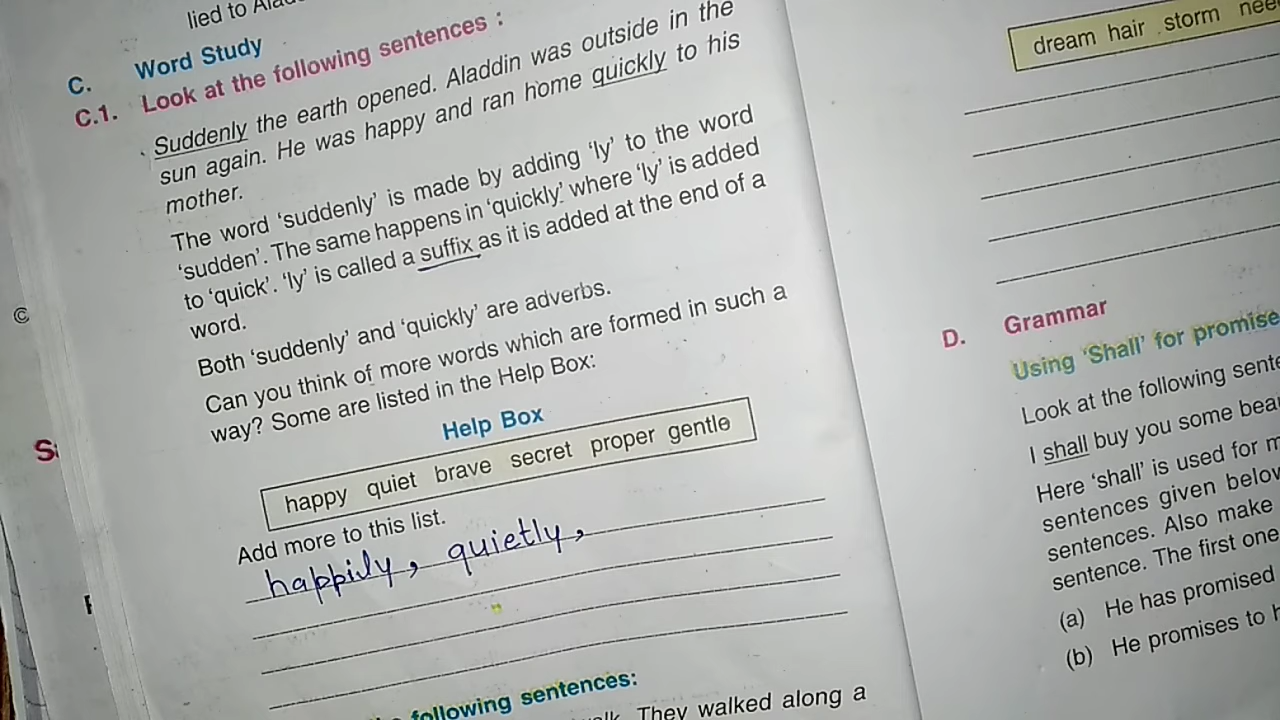 lied to
C. Word Study
C.1. Look at the following sentences :
Suddenly the earth opened. Aladdin was outside in the
sun again. He was happy and ran home quickly to his
mother.
The word 'suddenly' is made by adding 'ly' to the word
'sudden'. The same happens in 'quickly' where 'ly' is added
to 'quick'. 'ly' is called a suffix as it is added at the end of a
word.
Both 'suddenly' and 'quickly' are adverbs.
Can you think of more words which are formed in such a
way? Some are listed in the Help Box:
Help Box
happy quiet brave secret proper gentle
Add more to this list.
happily, quietly,
following sentences:
They walked along a
©
dream hair storm
D. Grammar
Using 'Shall' for promise
Look at the following
I shall buy you some
Here 'shall' is used for
sentences given
sentences. Also make
sentence. The first one
(a) He has promised
(b) He promises to